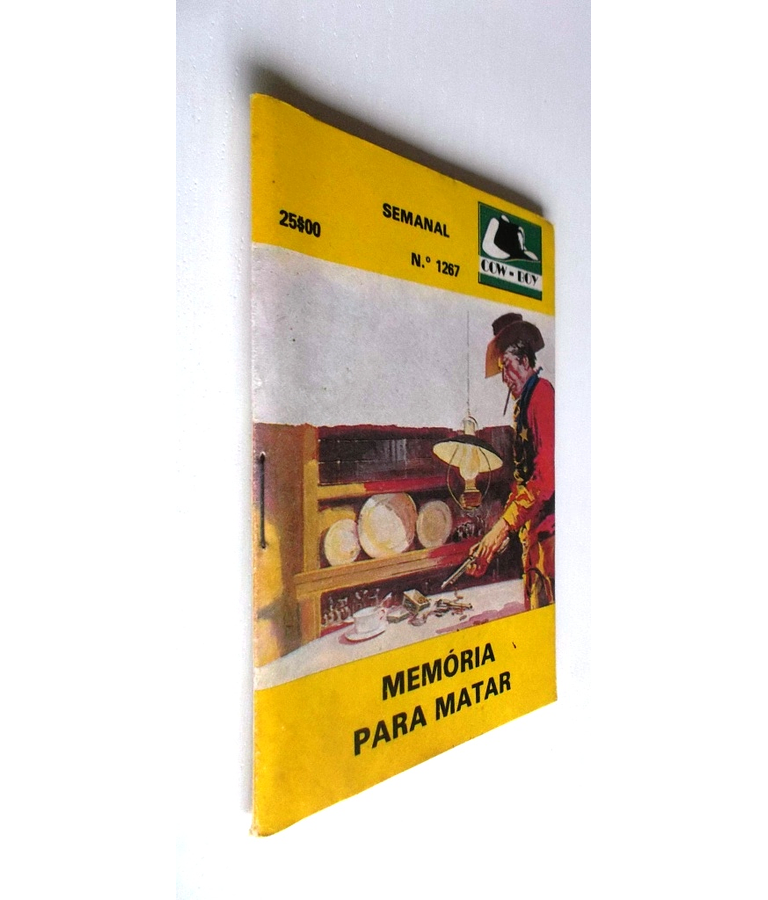 25$00
SEMANAL
N.º 1267
COW-BOY
MEMÓRIA
PARA MATAR